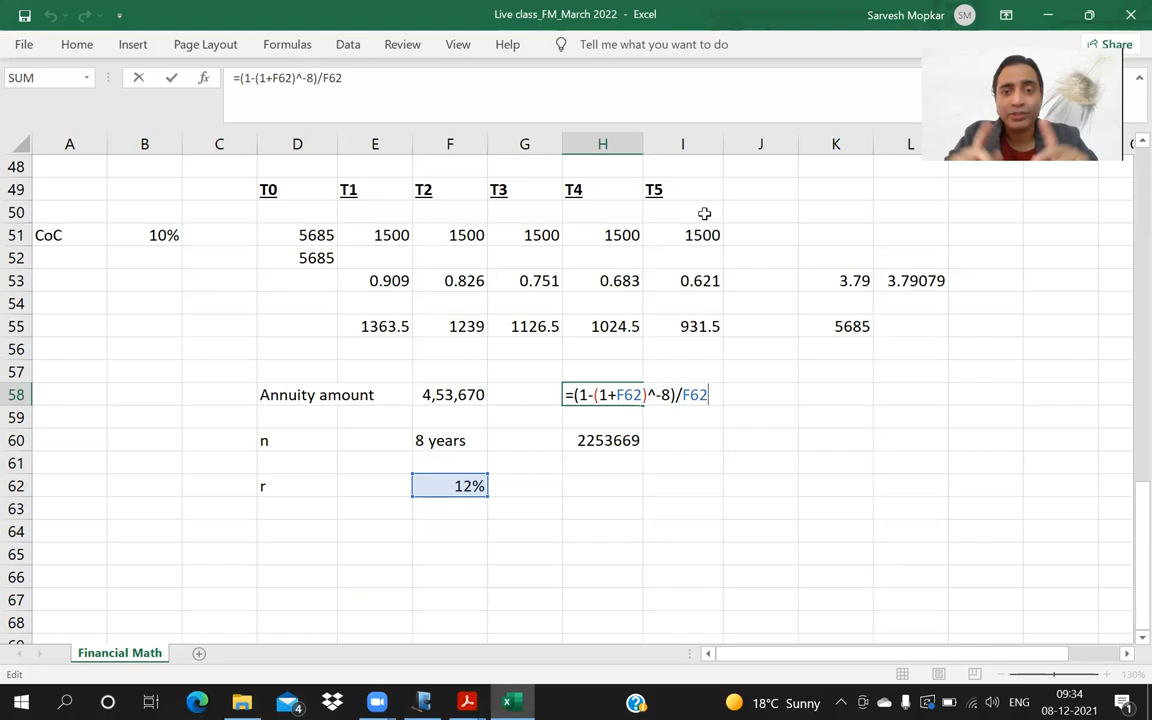 Live class_FM_March 2022 - Excel
Sarvesh Mopkar SM
File Home Insert Page Layout Formulas Data Review View Help Tell me what you want to do Share
SUM fx =(1-(1+F62)^-8)/F62
A B C D E F G H I J K L
48
49 T0 T1 T2 T3 T4 T5
50
51 CoC 10% 5685 1500 1500 1500 1500 1500
52 5685
53 0.909 0.826 0.751 0.683 0.621 3.79 3.79079
54
55 1363.5 1239 1126.5 1024.5 931.5 5685
56
57
58 Annuity amount 4,53,670 =(1-(1+F62)^-8)/F62
59
60 n 8 years 2253669
61
62 r 12%
63
64
65
66
67
68
Financial Math
Edit 130%
4 18°C Sunny ENG 09:34
08-12-2021 1